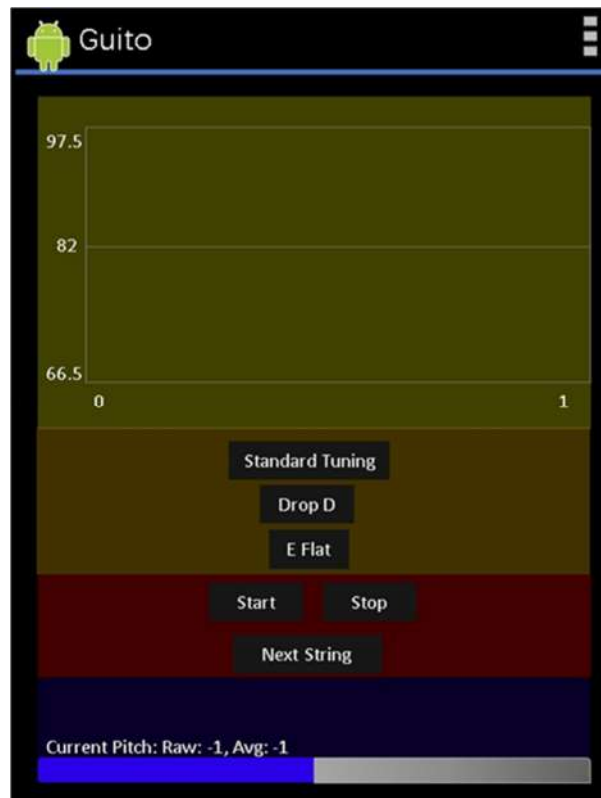 Guito
97.5
82
66.5
0 1
Standard Tuning
Drop D
E Flat
Start Stop
Next String
Current Pitch: Raw: -1, Avg: -1